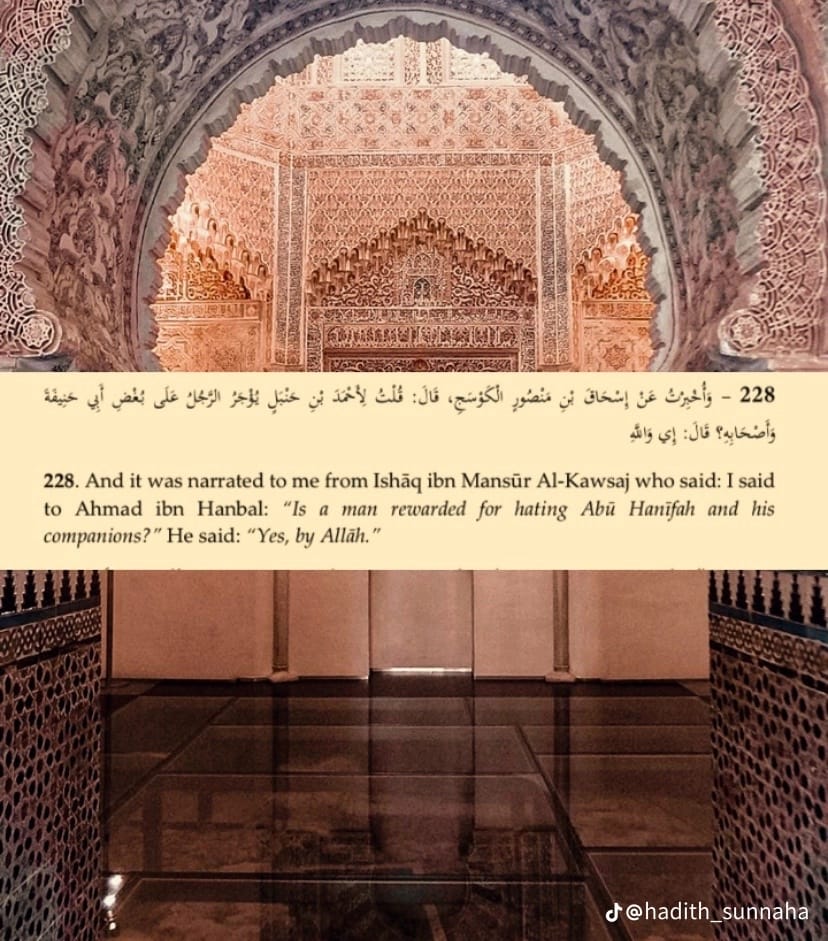 228 – وَأُخْبِرْتُ عَنْ إِسْحَاقَ بْنِ مَنْصُورٍ الْكَوْسَجِ، قَالَ: قُلْتُ لِأَحْمَدَ بْنِ حَنْبَلٍ يُؤْجَرُ الرَّجُلُ عَلَى بُغْضِ أَبِي حَنِيفَةَ
وَأَصْحَابِهِ؟ قَالَ: إِي وَاللَّهِ
228. And it was narrated to me from Ishāq ibn Mansūr Al-Kawsaj who said: I said
to Ahmad ibn Hanbal: “Is a man rewarded for hating Abū Hanīfah and his
companions?” He said: “Yes, by Allāh.”
@hadith_sunnaha